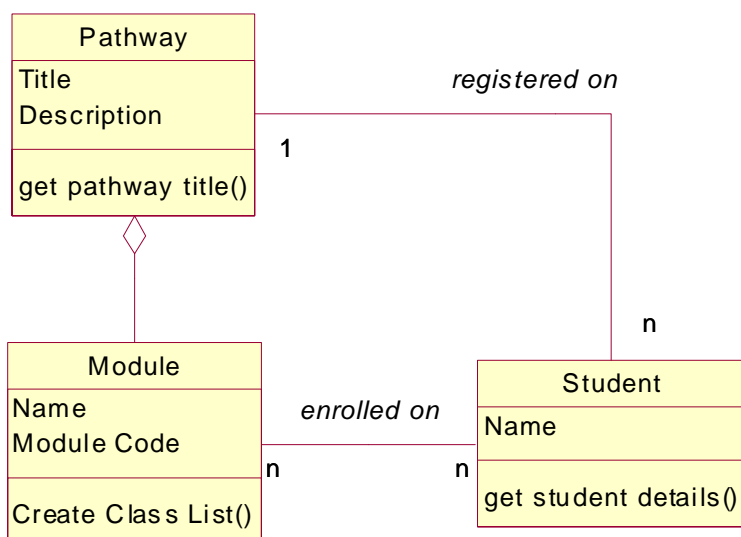 Pathway
Title
Description
get pathway title()
registered on
1
n
Module
Name
Module Code
Create Class List()
enrolled on
n
n
Student
Name
get student details()